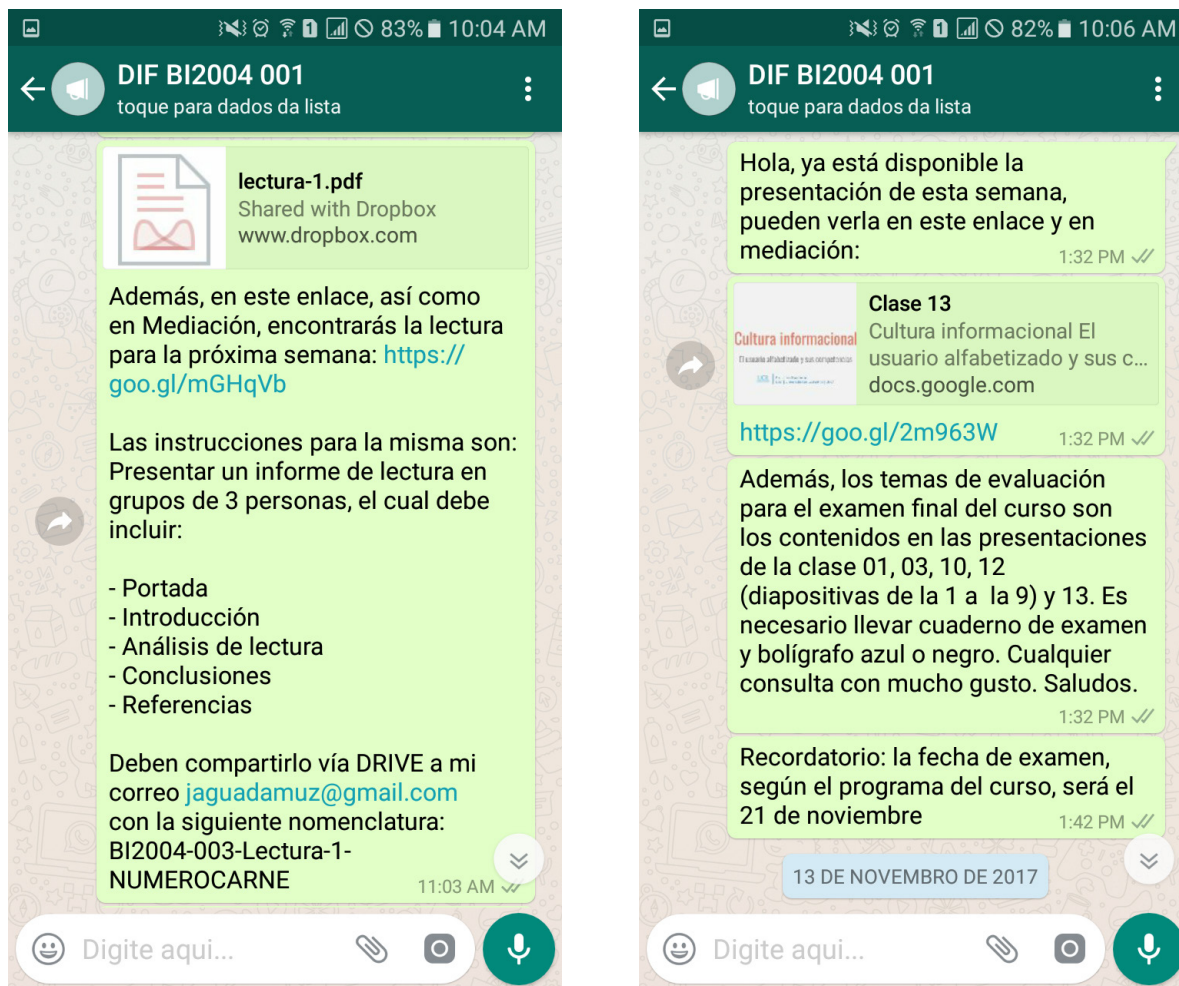 83% 10:04 AM
DIF BI2004 001
toque para dados da lista
lectura-1.pdf
Shared with Dropbox
www.dropbox.com
Además, en este enlace, así como
en Mediación, encontrarás la lectura
para la próxima semana: https://
goo.gl/mGHqVb
Las instrucciones para la misma son:
Presentar un informe de lectura en
grupos de 3 personas, el cual debe
incluir:
- Portada
- Introducción
- Análisis de lectura
- Conclusiones
- Referencias
Deben compartirlo vía DRIVE a mi
correo jaguadamuz@gmail.com
con la siguiente nomenclatura:
BI2004-003-Lectura-1-
NUMEROCARNE
11:03 AM
Digite aqui...
82% 10:06 AM
DIF BI2004 001
toque para dados da lista
Hola, ya está disponible la
presentación de esta semana,
pueden verla en este enlace y en
mediación:
1:32 PM
Cultura informacional
El usuario alfabetizado y sus competencias
Clase 13
Cultura informacional El
usuario alfabetizado y sus c...
docs.google.com
https://goo.gl/2m963W
1:32 PM
Además, los temas de evaluación
para el examen final del curso son
los contenidos en las presentaciones
de la clase 01, 03, 10, 12
(diapositivas de la 1 a la 9) y 13. Es
necesario llevar cuaderno de examen
y bolígrafo azul o negro. Cualquier
consulta con mucho gusto. Saludos.
1:32 PM
Recordatorio: la fecha de examen,
según el programa del curso, será el
21 de noviembre
1:42 PM
13 DE NOVEMBRO DE 2017
Digite aqui...